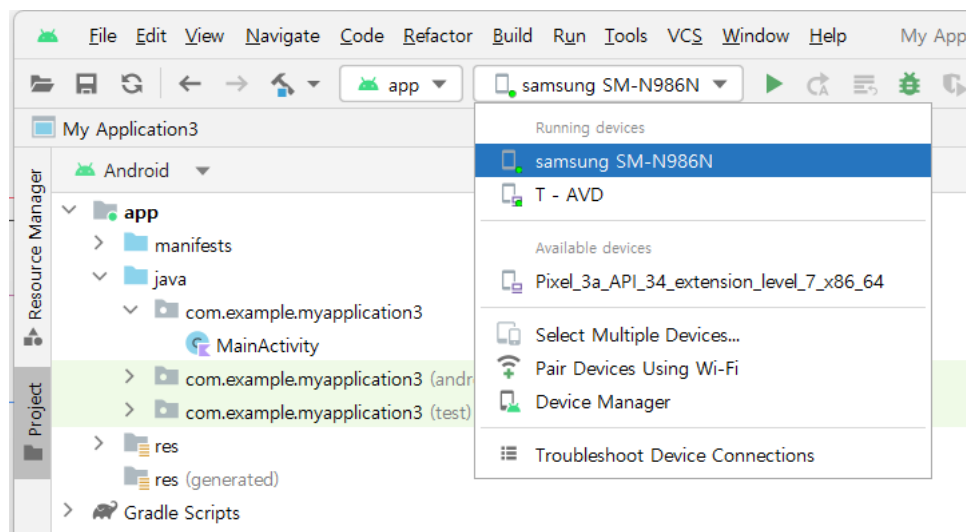 File Edit View Navigate Code Refactor Build Run Tools VCS Window Help My App
app samsung SM-N986N
My Application3
Running devices
Android
samsung SM-N986N
T - AVD
Resource Manager
app
manifests
Available devices
java
Pixel_3a_API_34_extension_level_7_x86_64
com.example.myapplication3
Select Multiple Devices...
MainActivity
Pair Devices Using Wi-Fi
com.example.myapplication3 (andr
Device Manager
com.example.myapplication3 (test)
Project
res
Troubleshoot Device Connections
res (generated)
Gradle Scripts